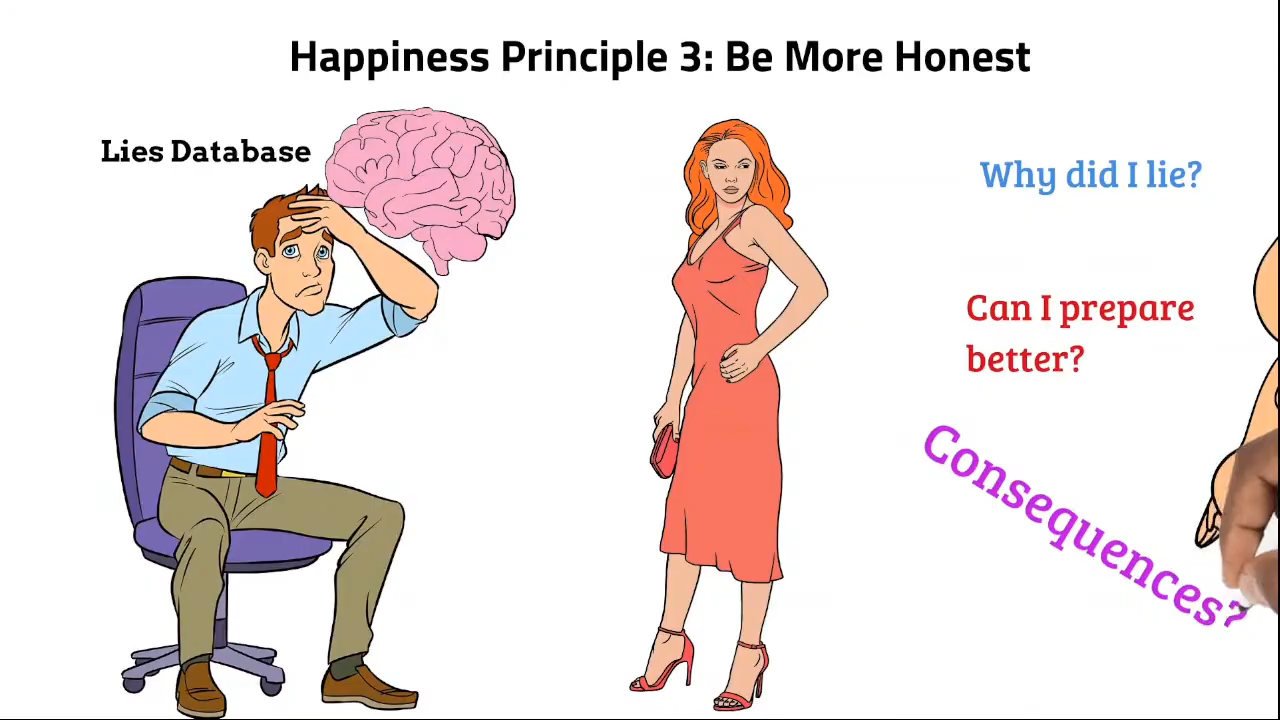 Happiness Principle 3: Be More Honest
Lies Database
Why did I lie?
Can I prepare
better?
Consequences?